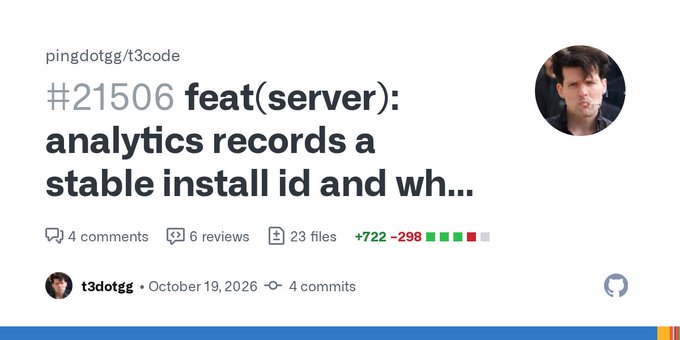 pingdotgg/t3code
#21506 feat(server):
analytics records a
stable install id and wh...
4 comments 6 reviews 23 files +722 −298
t3dotgg • October 19, 2026 4 commits